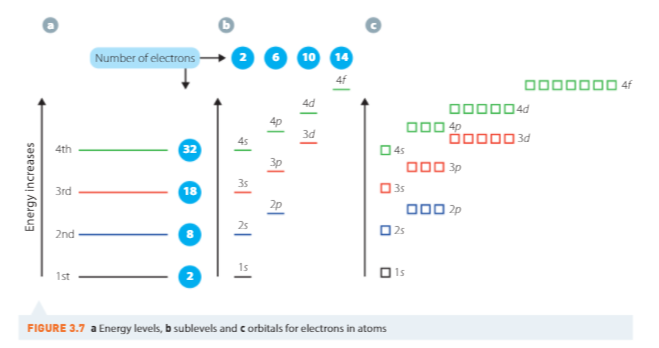 a
b
c
Number of electrons
2 6 10 14
4f
4d
4p
3d
4s
3p
3s
2p
2s
1s
Energy increases
4th 32
3rd 18
2nd 8
1st 2
4f
4d
4p
3d
4s
3p
3s
2p
2s
1s
FIGURE 3.7 a Energy levels, b sublevels and c orbitals for electrons in atoms